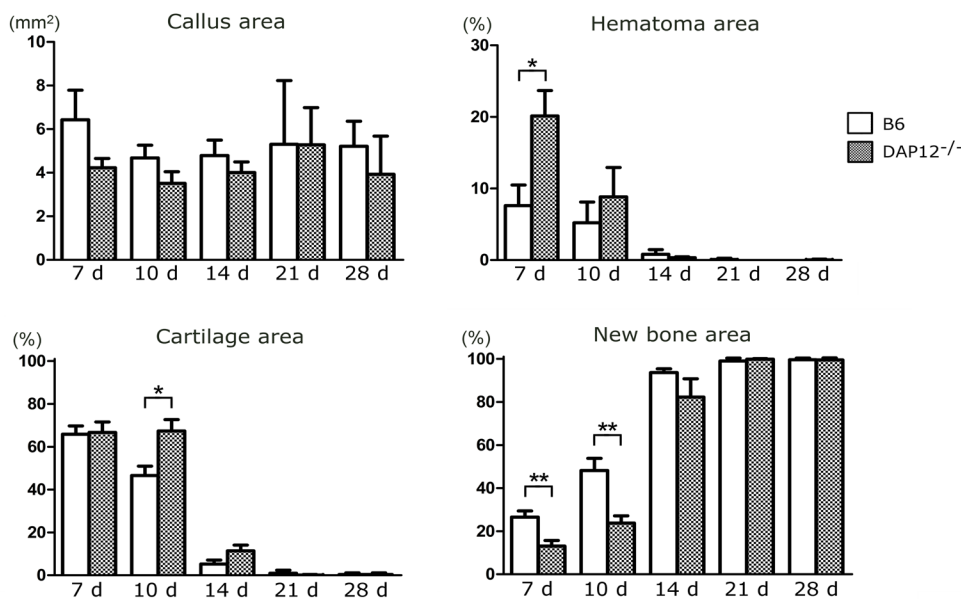 Callus area
(mm²)
10
8
6
4
2
0
7 d 10 d 14 d 21 d 28 d
Hematoma area
(%)
30
20
10
0
*
7 d 10 d 14 d 21 d 28 d
B6
DAP12⁻/⁻
Cartilage area
(%)
100
80
60
40
20
0
*
7 d 10 d 14 d 21 d 28 d
New bone area
(%)
100
80
60
40
20
0
**
**
7 d 10 d 14 d 21 d 28 d